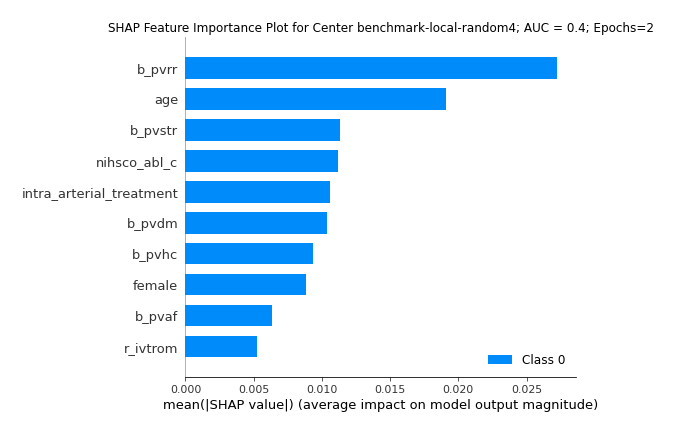 SHAP Feature Importance Plot for Center benchmark-local-random4; AUC = 0.4; Epochs=2
b_pvrr
age
b_pvstr
nihsco_abl_c
intra_arterial_treatment
b_pvdm
b_pvhc
female
b_pvaf
r_ivtrom
Class 0
0.000 0.005 0.010 0.015 0.020 0.025
mean(|SHAP value|) (average impact on model output magnitude)